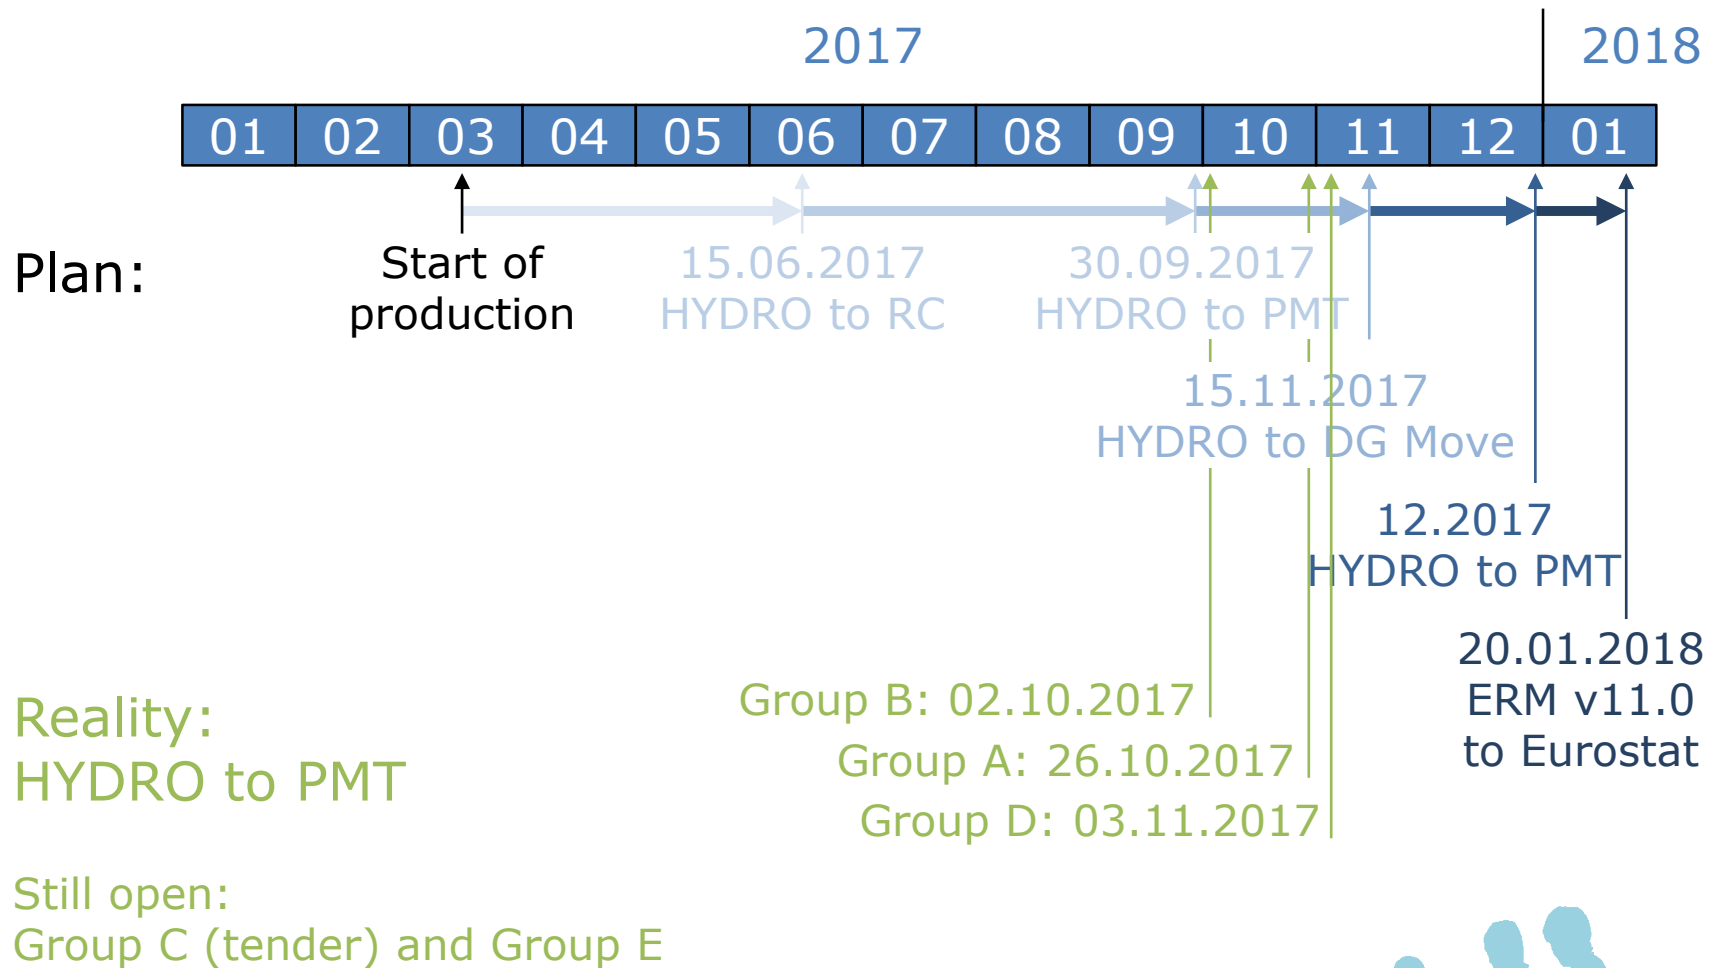 2017
2018
01 02 03 04 05 06 07 08 09 10 11 12 01
Plan:
Start of
production
15.06.2017
HYDRO to RC
30.09.2017
HYDRO to PMT
15.11.2017
HYDRO to DG Move
12.2017
HYDRO to PMT
20.01.2018
ERM v11.0
to Eurostat
Reality:
HYDRO to PMT
Group B: 02.10.2017
Group A: 26.10.2017
Group D: 03.11.2017
Still open:
Group C (tender) and Group E